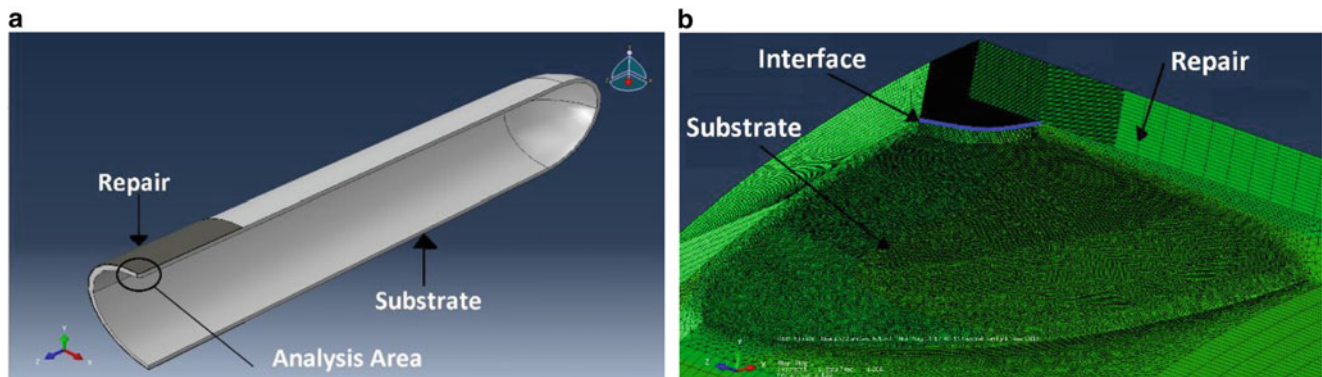 a
Repair
Substrate
Analysis Area
b
Interface
Repair
Substrate